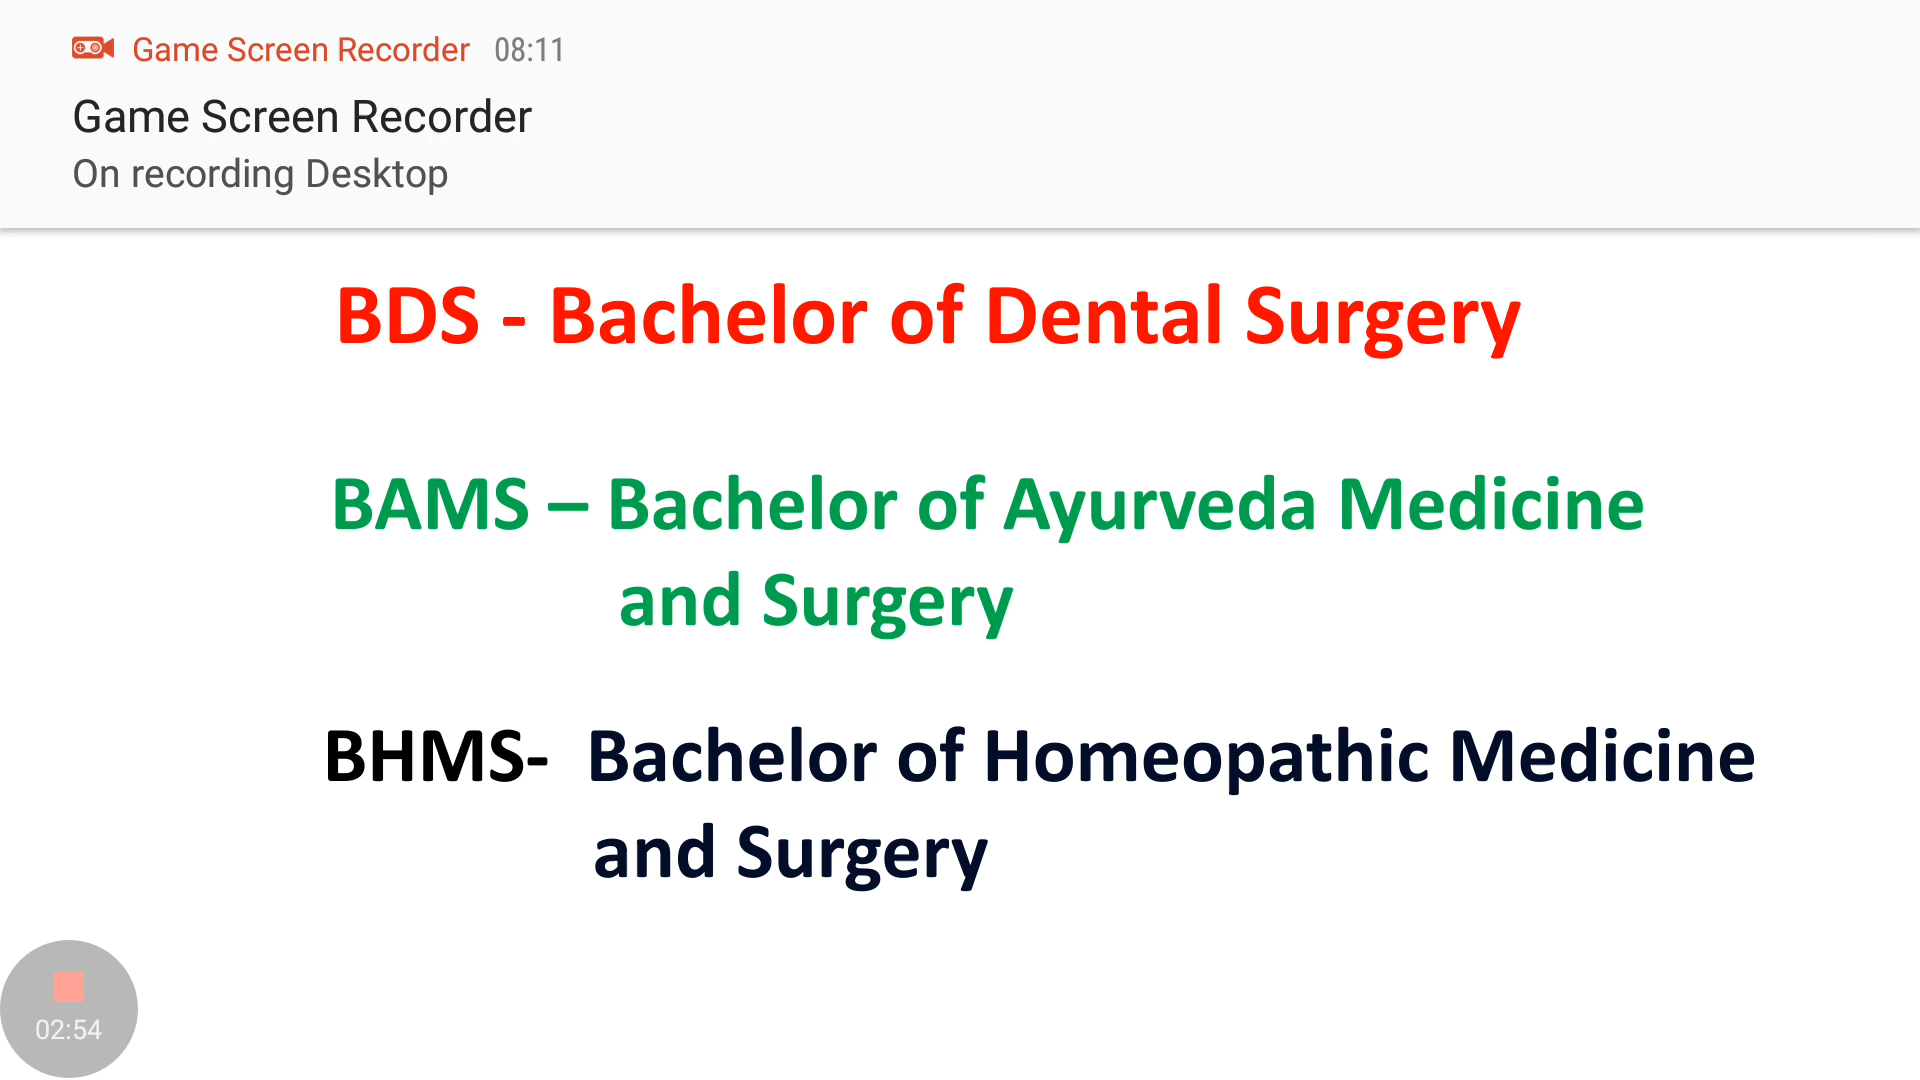 Game Screen Recorder 08:11
Game Screen Recorder
On recording Desktop
BDS - Bachelor of Dental Surgery
BAMS – Bachelor of Ayurveda Medicine
and Surgery
BHMS- Bachelor of Homeopathic Medicine
and Surgery
02:54